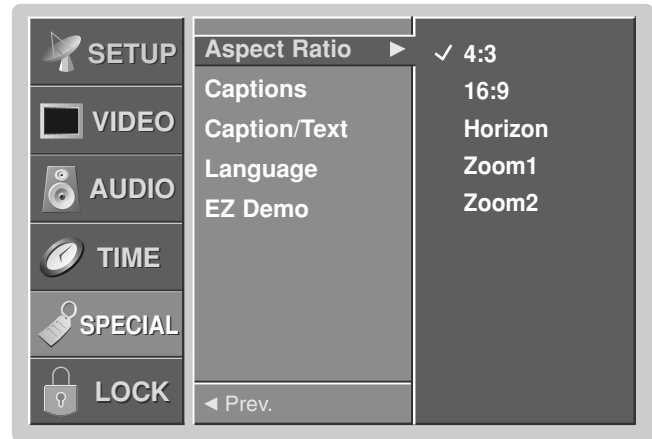 SETUP
VIDEO
AUDIO
TIME
SPECIAL
LOCK
Aspect Ratio ►
Captions
Caption/Text
Language
EZ Demo
◄ Prev.
✓ 4:3
16:9
Horizon
Zoom1
Zoom2